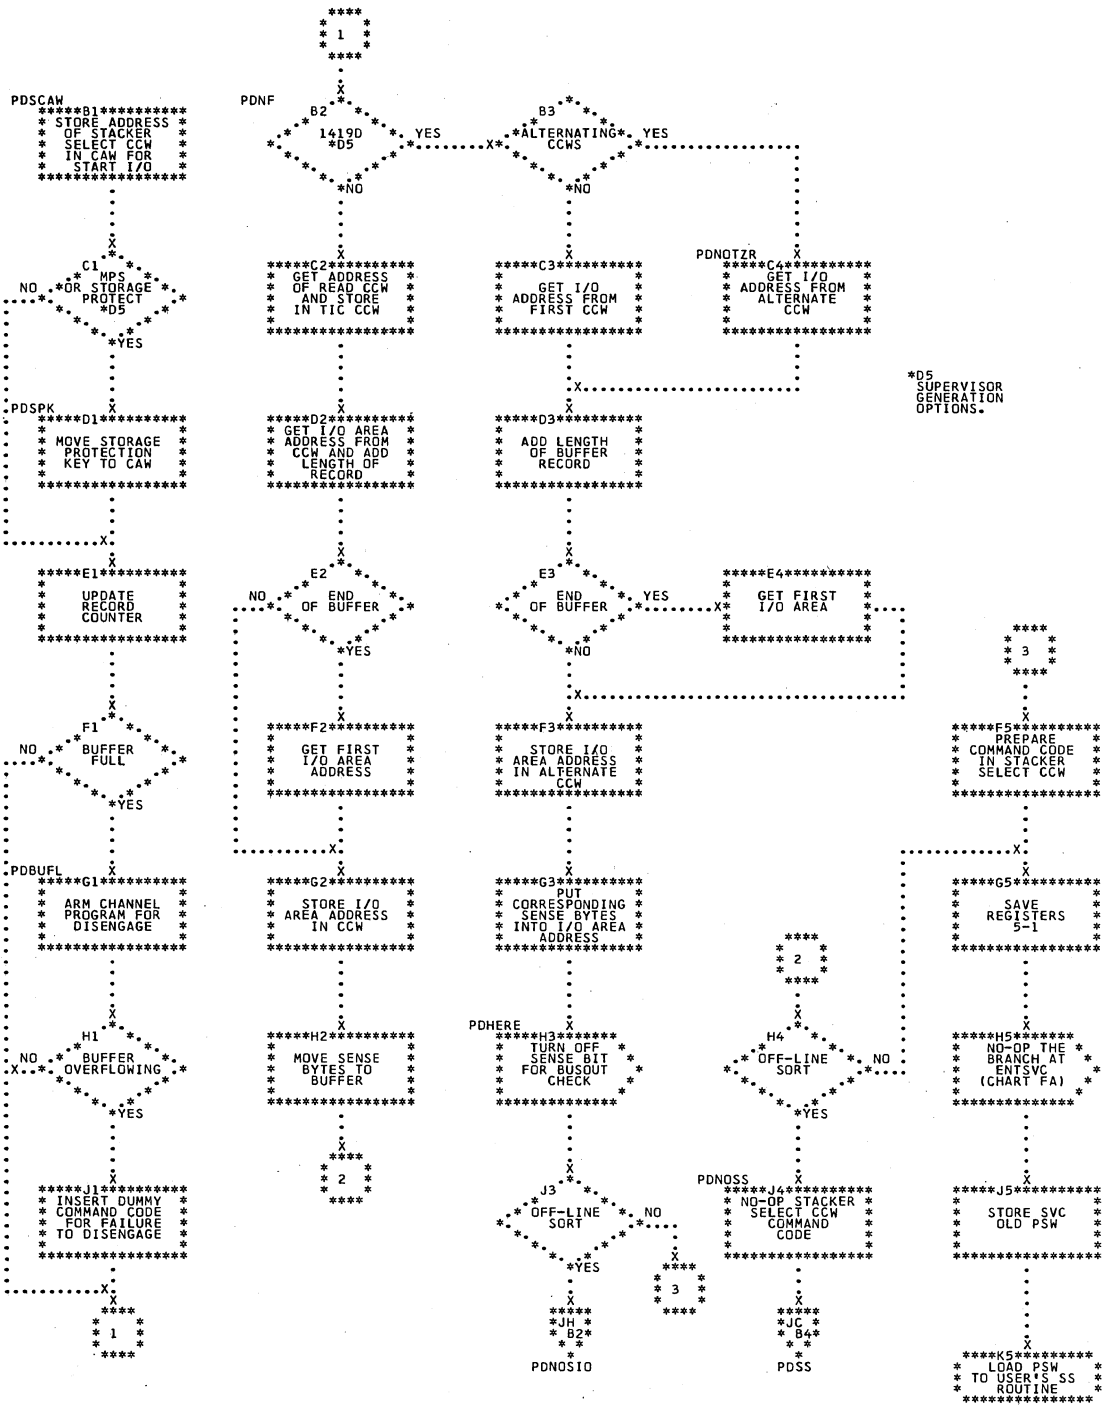 1
PDSCAW
B1
STORE ADDRESS
OF STACKER
SELECT CCW
IN CAW FOR
START I/O
C1
MPS
OR STORAGE
PROTECT
*D5
NO
YES
PDSPK
D1
MOVE STORAGE
PROTECTION
KEY TO CAW
E1
UPDATE
RECORD
COUNTER
F1
BUFFER
FULL
NO
YES
PDBUFL
G1
ARM CHANNEL
PROGRAM FOR
DISENGAGE
H1
BUFFER
OVERFLOWING
NO
YES
J1
INSERT DUMMY
COMMAND CODE
FOR FAILURE
TO DISENGAGE
1
PDNF
B2
1419D
*D5
YES
NO
C2
GET ADDRESS
OF READ CCW
AND STORE
IN TIC CCW
D2
GET I/O AREA
ADDRESS FROM
CCW AND ADD
LENGTH OF
RECORD
E2
END
OF BUFFER
NO
YES
F2
GET FIRST
I/O AREA
ADDRESS
G2
STORE I/O
AREA ADDRESS
IN CCW
H2
MOVE SENSE
BYTES TO
BUFFER
2
B3
ALTERNATING
CCWS
YES
NO
C3
GET I/O
ADDRESS FROM
FIRST CCW
D3
ADD LENGTH
OF BUFFER
RECORD
E3
END
OF BUFFER
YES
NO
F3
STORE I/O
AREA ADDRESS
IN ALTERNATE
CCW
G3
PUT
CORRESPONDING
SENSE BYTES
INTO I/O AREA
ADDRESS
PDHERE
H3
TURN OFF
SENSE BIT
FOR BUSOUT
CHECK
J3
OFF-LINE
SORT
NO
YES
3
JH
B2
PDNOSIO
PDNOTZR
C4
GET I/O
ADDRESS FROM
ALTERNATE
CCW
E4
GET FIRST
I/O AREA
2
H4
OFF-LINE
SORT
NO
YES
PDNOSS
J4
NO-OP STACKER
SELECT CCW
COMMAND
CODE
JC
B4
PDSS
*D5
SUPERVISOR
GENERATION
OPTIONS.
3
F5
PREPARE
COMMAND CODE
IN STACKER
SELECT CCW
G5
SAVE
REGISTERS
5-1
H5
NO-OP THE
BRANCH AT
ENTSVC
(CHART FA)
J5
STORE SVC
OLD PSW
K5
LOAD PSW
TO USER'S SS
ROUTINE